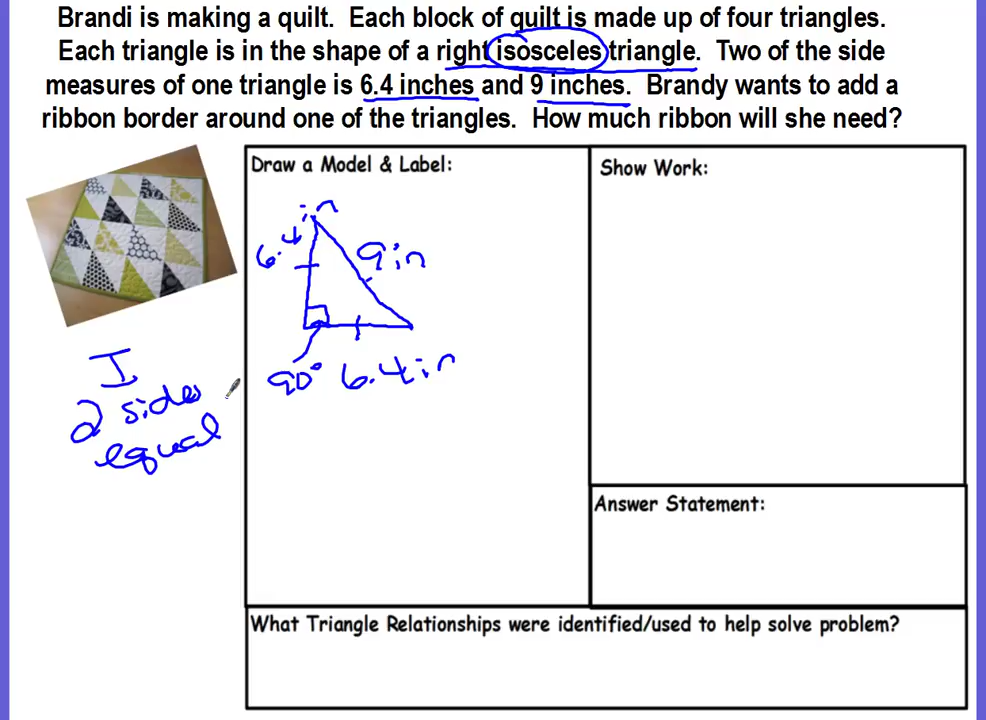 Brandi is making a quilt. Each block of quilt is made up of four triangles.
Each triangle is in the shape of a right isosceles triangle. Two of the side
measures of one triangle is 6.4 inches and 9 inches. Brandy wants to add a
ribbon border around one of the triangles. How much ribbon will she need?
Draw a Model & Label:
Show Work:
6.4 in
9 in
90° 6.4 in
I
2 sides
equal
Answer Statement:
What Triangle Relationships were identified/used to help solve problem?